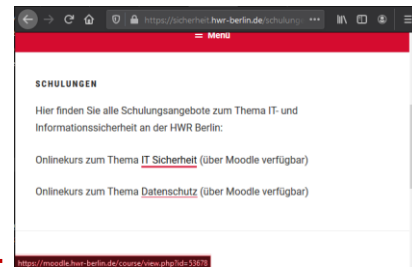 https://sicherheit.hwr-berlin.de/schulung
Menü
SCHULUNGEN
Hier finden Sie alle Schulungsangebote zum Thema IT- und
Informationssicherheit an der HWR Berlin:
Onlinekurs zum Thema IT Sicherheit (über Moodle verfügbar)
Onlinekurs zum Thema Datenschutz (über Moodle verfügbar)
https://moodle.hwr-berlin.de/course/view.php?id=53678